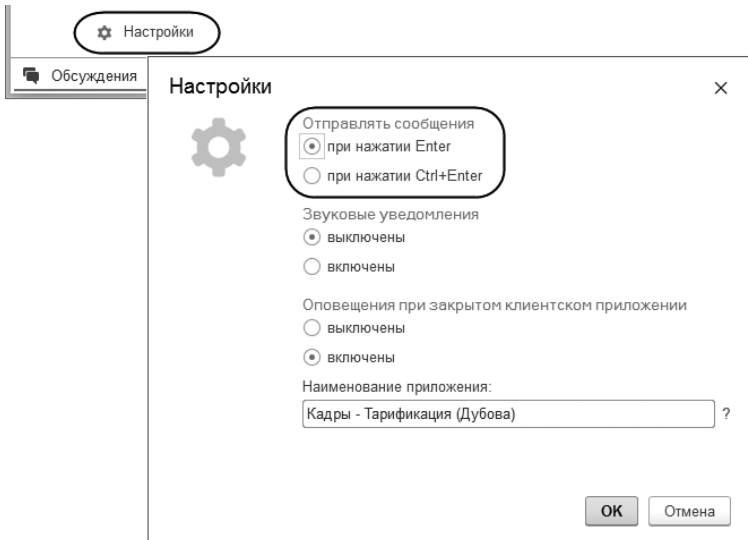 Настройки
Обсуждения
Настройки
Отправлять сообщения
при нажатии Enter
при нажатии Ctrl+Enter
Звуковые уведомления
выключены
включены
Оповещения при закрытом клиентском приложении
выключены
включены
Наименование приложения:
Кадры - Тарификация (Дубова) ?
OK Отмена